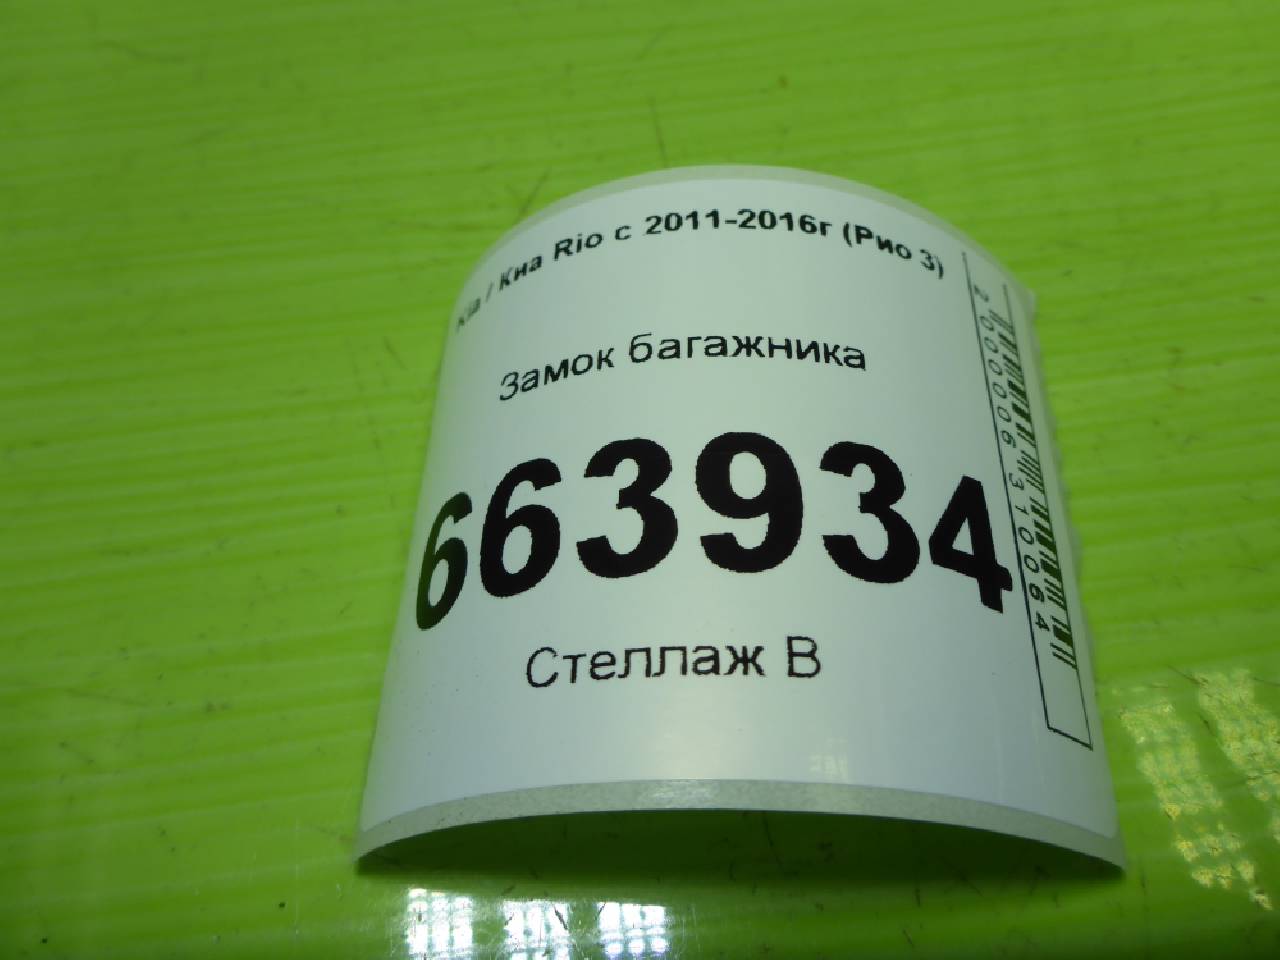 Kia / Киа Rio с 2011-2016г (Рио 3)
Замок багажника
663934
Стеллаж В
2000006310064